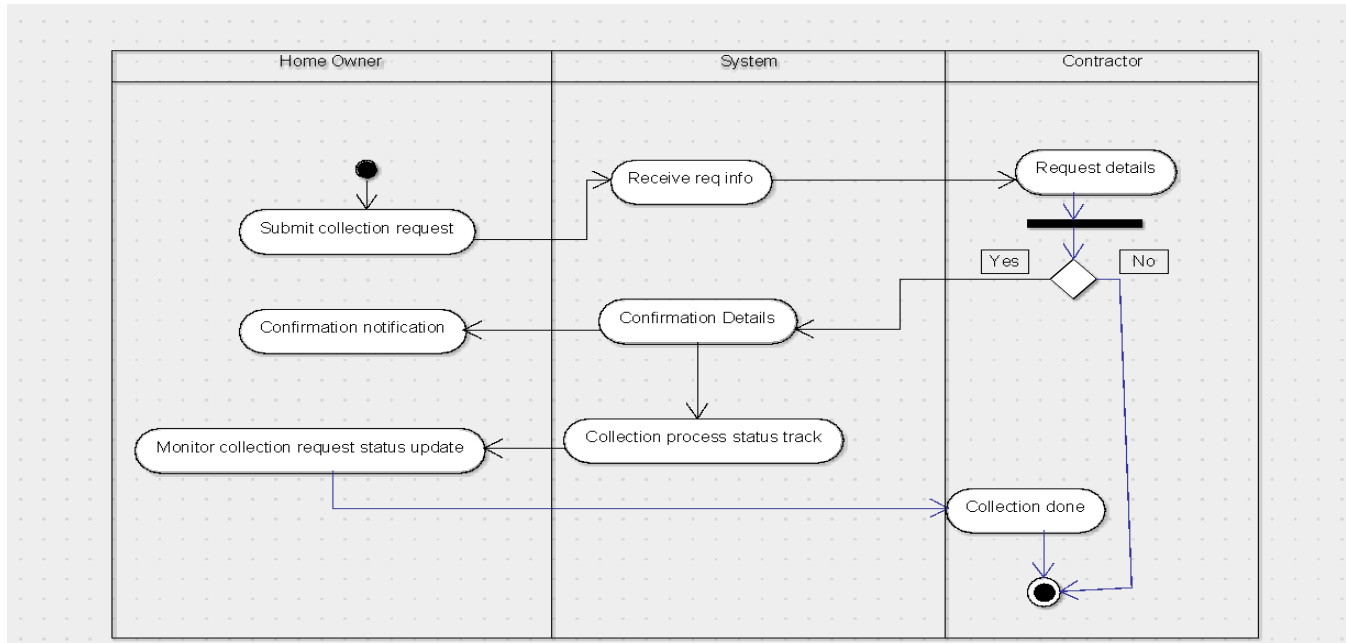 Home Owner
System
Contractor
Request details
Receive req info
Submit collection request
Yes
No
Confirmation Details
Confirmation notification
Collection process status track
Monitor collection request status update
Collection done